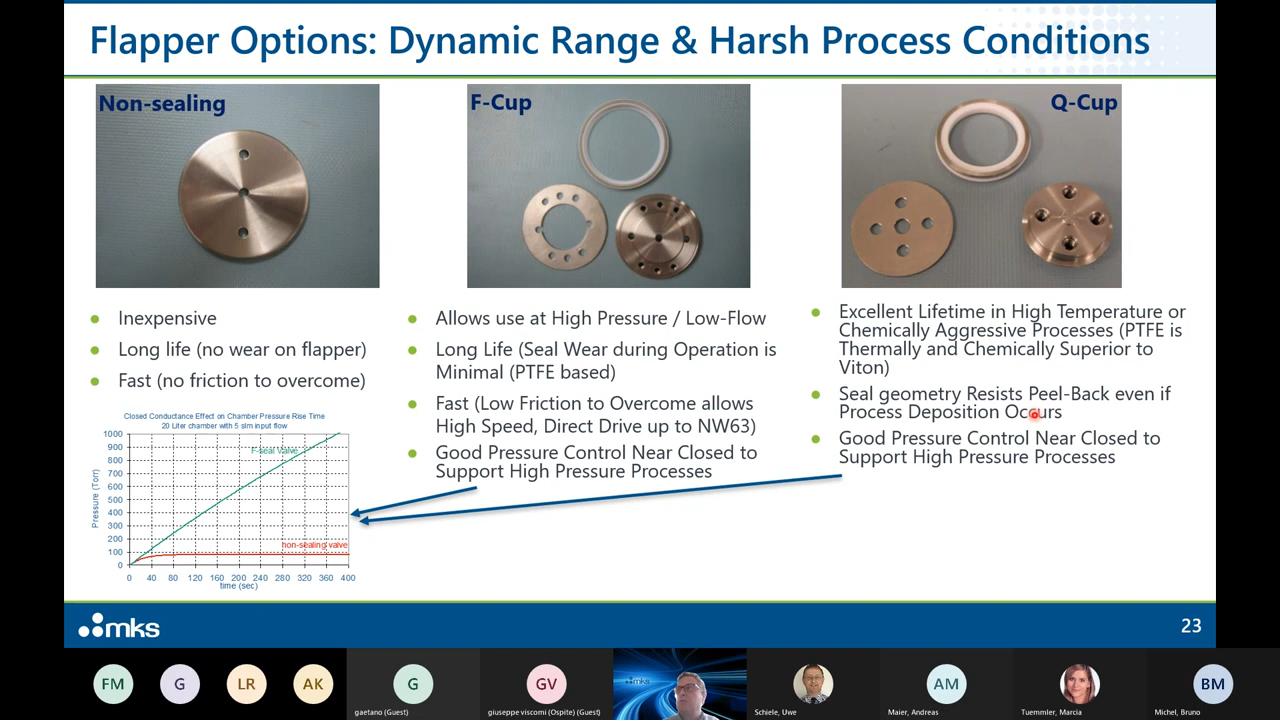 Flapper Options: Dynamic Range & Harsh Process Conditions
Non-sealing
F-Cup
Q-Cup
Inexpensive
Long life (no wear on flapper)
Fast (no friction to overcome)
Closed Conductance Effect on Chamber Pressure Rise Time
20 Liter chamber with 5 slm input flow
Pressure (Torr)
1000
900
800
700
600
500
400
300
200
100
0
F-seal Valve
non-sealing valve
0 40 80 120 160 200 240 280 320 360 400
time (sec)
Allows use at High Pressure / Low-Flow
Long Life (Seal Wear during Operation is
Minimal (PTFE based)
Fast (Low Friction to Overcome allows
High Speed, Direct Drive up to NW63)
Good Pressure Control Near Closed to
Support High Pressure Processes
Excellent Lifetime in High Temperature or
Chemically Aggressive Processes (PTFE is
Thermally and Chemically Superior to
Viton)
Seal geometry Resists Peel-Back even if
Process Deposition Occurs
Good Pressure Control Near Closed to
Support High Pressure Processes
mks
23
FM
G
LR
AK
G
gaetano (Guest)
GV
giuseppe viscomi (Ospite) (Guest)
mks
Schiele, Uwe
AM
Maier, Andreas
Tuemmler, Marcia
BM
Michel, Bruno